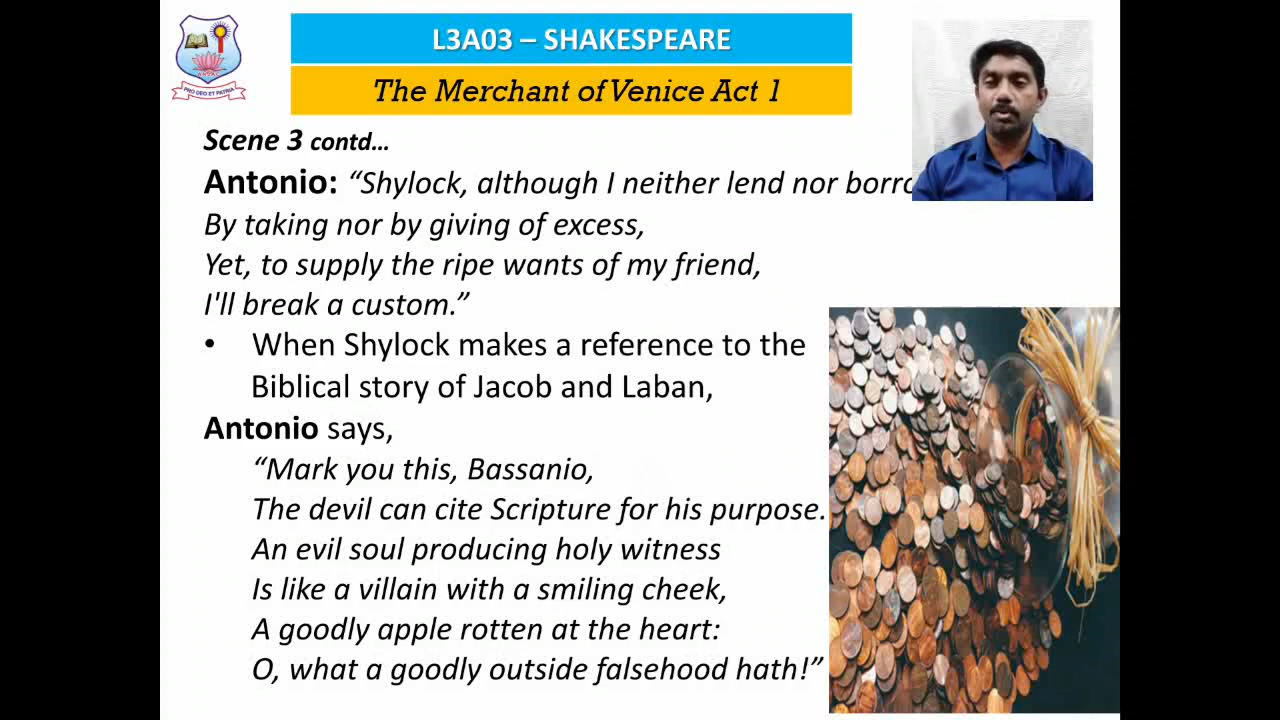 L3A03 – SHAKESPEARE
The Merchant of Venice Act 1
PRO DEO ET PATRIA
Scene 3 contd…
Antonio: “Shylock, although I neither lend nor borro
By taking nor by giving of excess,
Yet, to supply the ripe wants of my friend,
I'll break a custom.”
• When Shylock makes a reference to the
Biblical story of Jacob and Laban,
Antonio says,
“Mark you this, Bassanio,
The devil can cite Scripture for his purpose.
An evil soul producing holy witness
Is like a villain with a smiling cheek,
A goodly apple rotten at the heart:
O, what a goodly outside falsehood hath!”